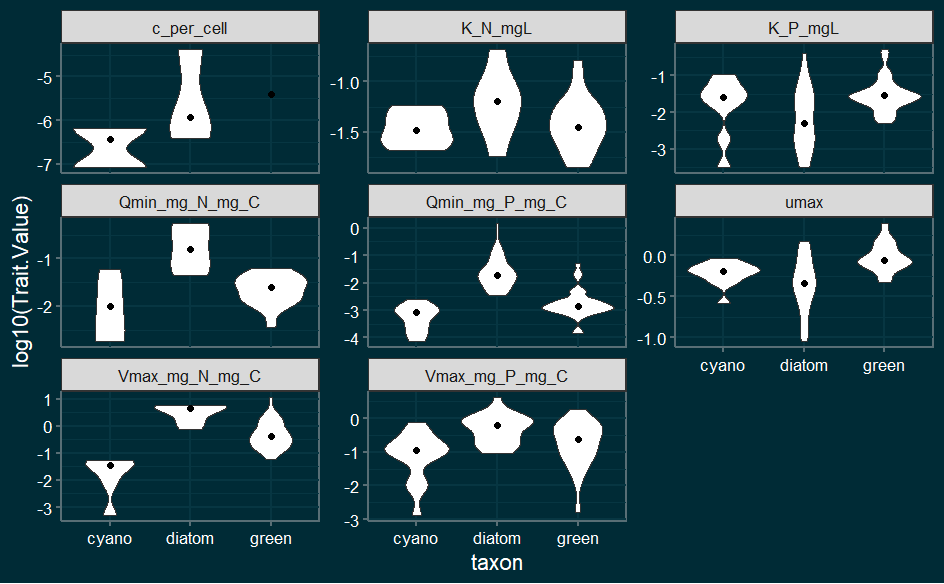 c_per_cell
K_N_mgL
K_P_mgL
-5
-6
-7
-1.0
-1.5
-1
-2
-3
Qmin_mg_N_mg_C
Qmin_mg_P_mg_C
umax
-1
-2
0
-1
-2
-3
-4
0.0
-0.5
-1.0
cyano diatom green
Vmax_mg_N_mg_C
Vmax_mg_P_mg_C
1
0
-1
-2
-3
0
-1
-2
-3
cyano diatom green
cyano diatom green
taxon
log10(Trait.Value)